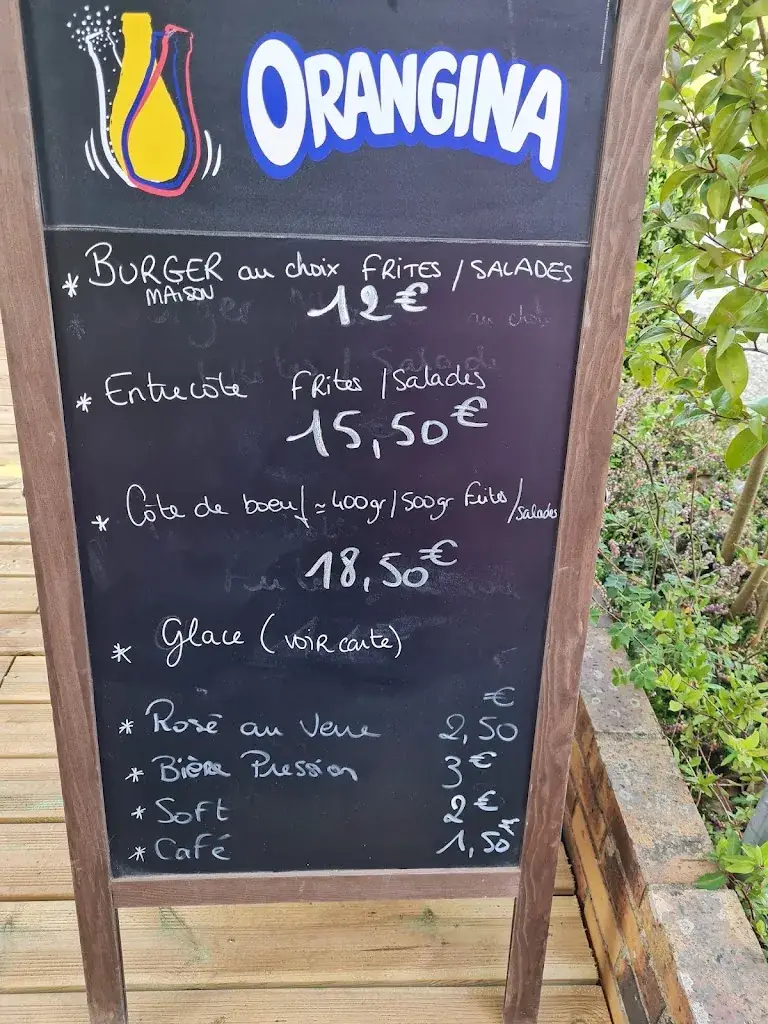 ORANGINA
* BURGER au choix FRITES / SALADES
MAISON
12€
* Entrecôte FRites / Salades
15,50€
* Côte de boeuf ≈ 400gr / 500gr frites / salades
18,50€
* Glace (voir carte)
€
* Rosé au Verre 2,50
* Bière Pression 3€
* Soft 2€
* Café 1,50